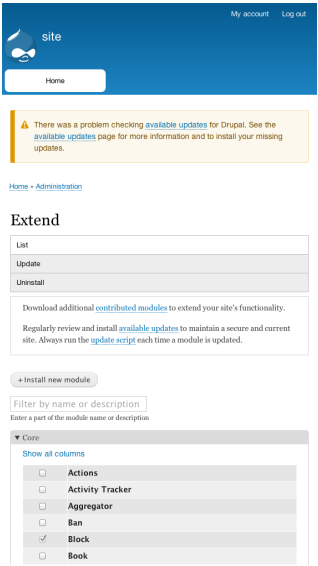 My account Log out
site
Home
There was a problem checking available updates for Drupal. See the
available updates page for more information and to install your missing
updates.
Home » Administration
Extend
List
Update
Uninstall
Download additional contributed modules to extend your site's functionality.
Regularly review and install available updates to maintain a secure and current
site. Always run the update script each time a module is updated.
+ Install new module
Filter by name or description
Enter a part of the module name or description
▼ Core
Show all columns
Actions
Activity Tracker
Aggregator
Ban
Block
Book